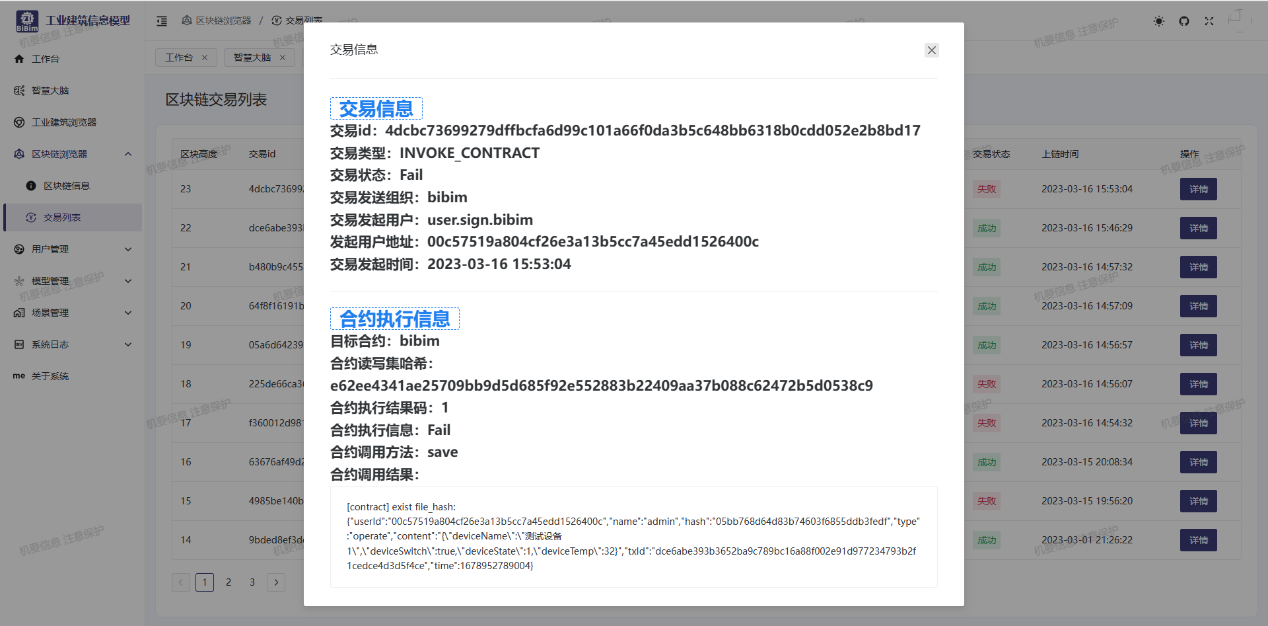 BIBim
工业建筑信息模型
区块链浏览器 / 交易列表
工作台
智慧大脑
工业建筑浏览器
区块链浏览器
区块链信息
交易列表
用户管理
模型管理
场景管理
系统日志
me 关于系统
工作台 ×
智慧大脑 ×
区块链交易列表
区块高度 交易id 交易状态 上链时间 操作
23 4dcbc73699 失败 2023-03-16 15:53:04 详情
22 dce6abe393 成功 2023-03-16 15:46:29 详情
21 b480b9c455 成功 2023-03-16 14:57:32 详情
20 64f8f16191b 成功 2023-03-16 14:57:09 详情
19 05a6d64239 成功 2023-03-16 14:56:57 详情
18 225de66ca3 失败 2023-03-16 14:56:07 详情
17 f360012d98 失败 2023-03-16 14:54:32 详情
16 63676af49d 成功 2023-03-15 20:08:34 详情
15 4985be140b 失败 2023-03-15 19:56:20 详情
14 9bded8ef3d 成功 2023-03-01 21:26:22 详情
1 2 3
交易信息
交易信息
交易id：4dcbc73699279dffbcfa6d99c101a66f0da3b5c648bb6318b0cdd052e2b8bd17
交易类型：INVOKE_CONTRACT
交易状态：Fail
交易发送组织：bibim
交易发起用户：user.sign.bibim
发起用户地址：00c57519a804cf26e3a13b5cc7a45edd1526400c
交易发起时间：2023-03-16 15:53:04
合约执行信息
目标合约：bibim
合约读写集哈希：
e62ee4341ae25709bb9d5d685f92e552883b22409aa37b088c62472b5d0538c9
合约执行结果码：1
合约执行信息：Fail
合约调用方法：save
合约调用结果：
[contract] exist file_hash:
{"userId":"00c57519a804cf26e3a13b5cc7a45edd1526400c","name":"admin","hash":"05bb768d64d83b74603f6855ddb3fedf","type"
:"operate","content":"{\"deviceName\":\"测试设备
1\",\"deviceSwitch\":true,\"deviceState\":1,\"deviceTemp\":32}","txId":"dce6abe393b3652ba9c789bc16a88f002e91d977234793b2f
1cedce4d3d5f4ce","time":1678952789004}
机要信息 注意保护